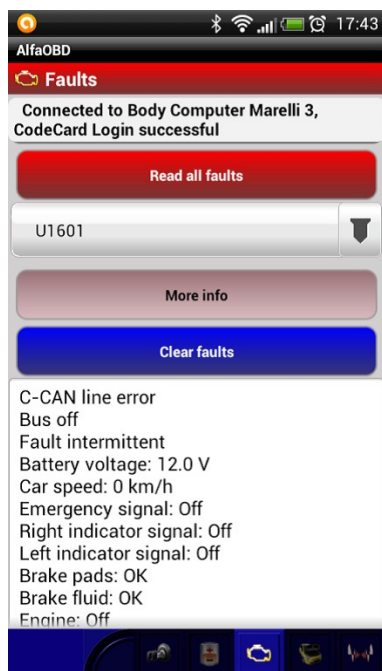 17:43
AlfaOBD
Faults
Connected to Body Computer Marelli 3,
CodeCard Login successful
Read all faults
U1601
More info
Clear faults
C-CAN line error
Bus off
Fault intermittent
Battery voltage: 12.0 V
Car speed: 0 km/h
Emergency signal: Off
Right indicator signal: Off
Left indicator signal: Off
Brake pads: OK
Brake fluid: OK
Engine: Off